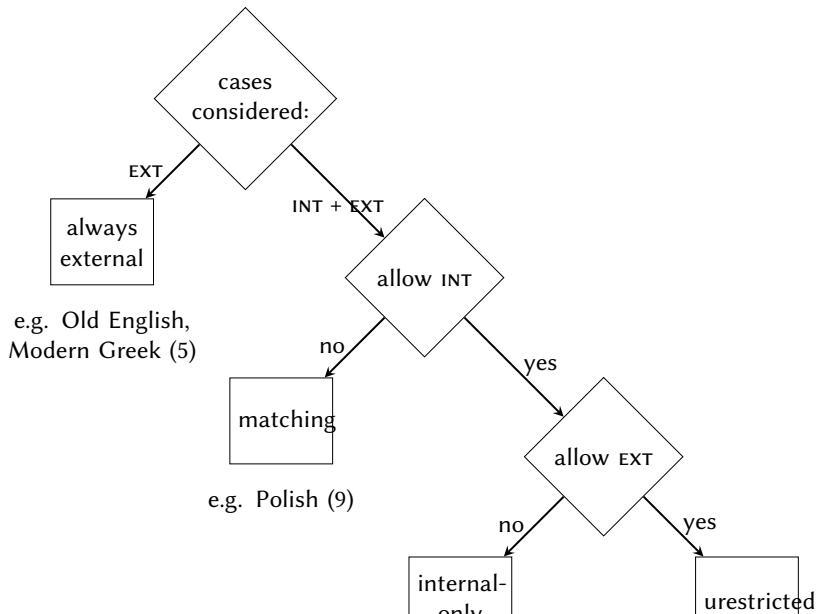 cases
considered:
EXT
INT + EXT
always
external
allow INT
e.g. Old English,
Modern Greek (5)
no
yes
matching
allow EXT
e.g. Polish (9)
no
yes
internal-
only
urestricted